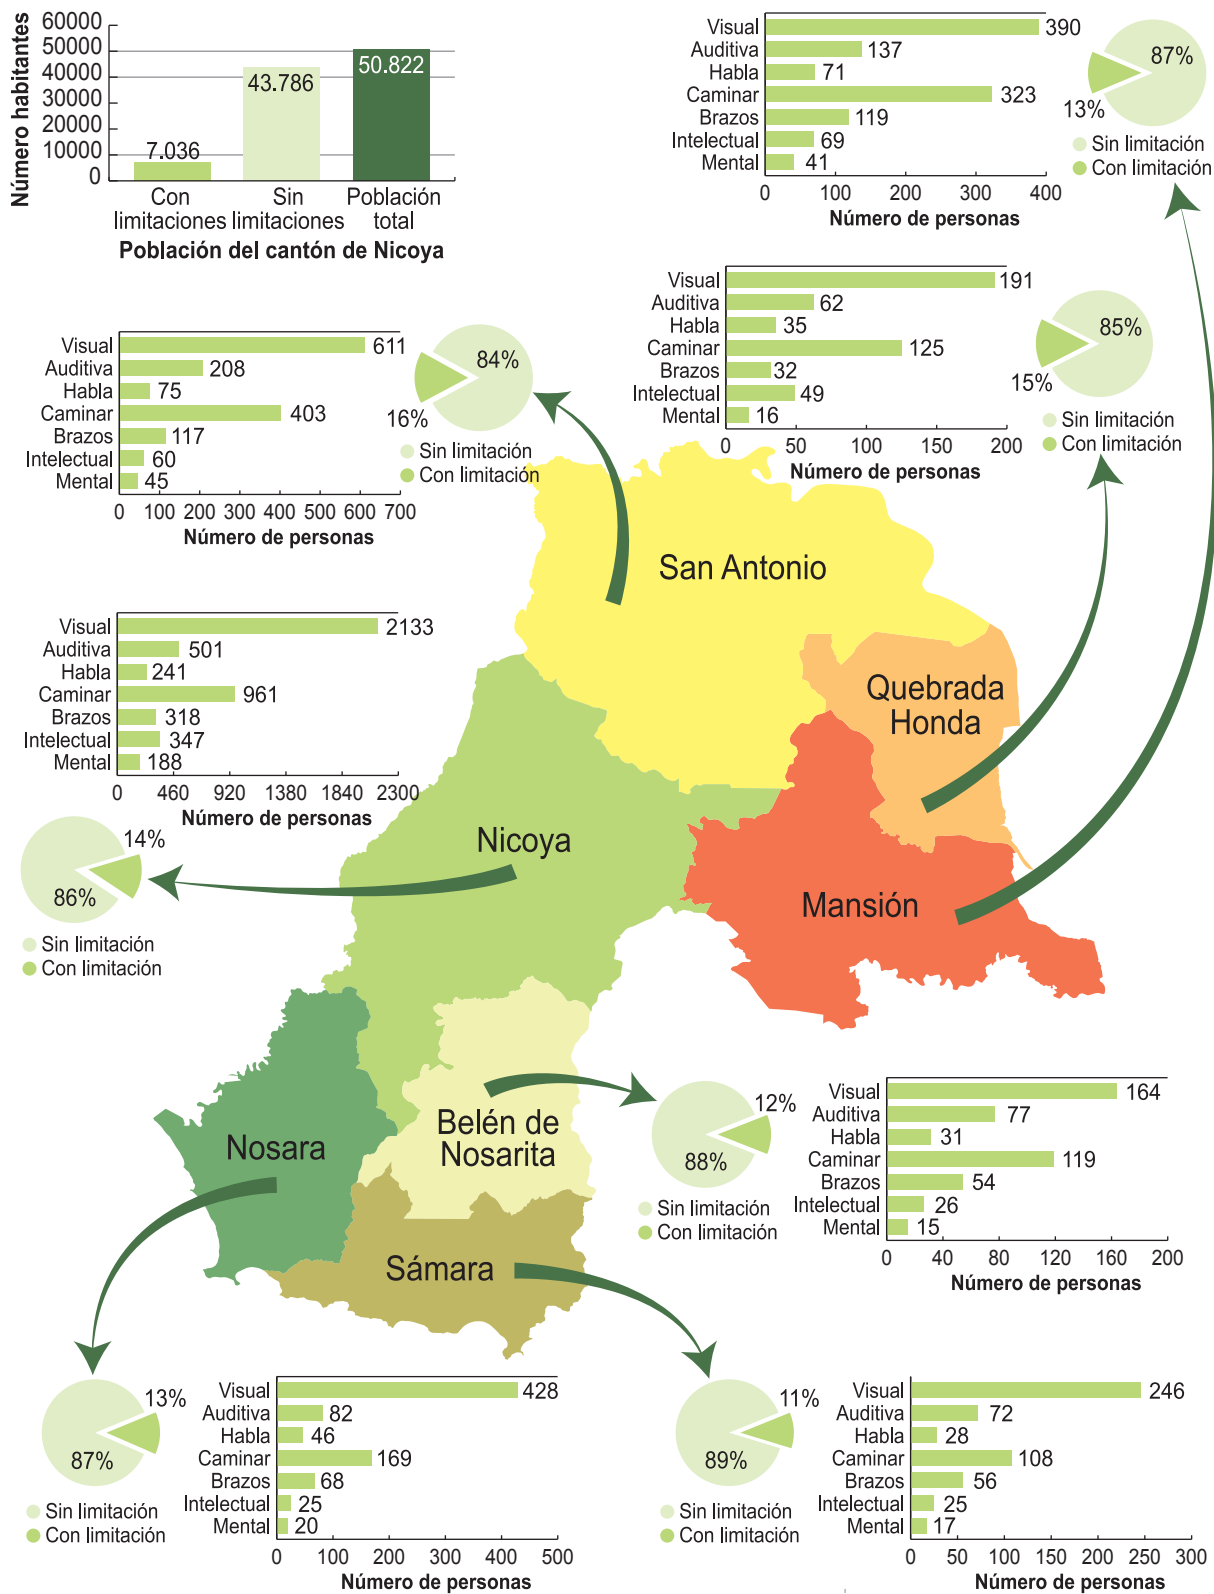 60000
50000
40000
30000
20000
10000
0
Número habitantes
7.036
43.786
50.822
Con limitaciones
Sin limitaciones
Población total
Población del cantón de Nicoya
Visual 390
Auditiva 137
Habla 71
Caminar 323
Brazos 119
Intelectual 69
Mental 41
0 100 200 300 400
Número de personas
87%
13%
Sin limitación
Con limitación
Visual 191
Auditiva 62
Habla 35
Caminar 125
Brazos 32
Intelectual 49
Mental 16
0 50 100 150 200
Número de personas
85%
15%
Sin limitación
Con limitación
Visual 611
Auditiva 208
Habla 75
Caminar 403
Brazos 117
Intelectual 60
Mental 45
0 100 200 300 400 500 600 700
Número de personas
84%
16%
Sin limitación
Con limitación
San Antonio
Quebrada
Honda
Visual 2133
Auditiva 501
Habla 241
Caminar 961
Brazos 318
Intelectual 347
Mental 188
0 460 920 1380 1840 2300
Número de personas
14%
86%
Sin limitación
Con limitación
Nicoya
Mansión
Nosara
Belén de
Nosarita
Sámara
12%
88%
Sin limitación
Con limitación
Visual 164
Auditiva 77
Habla 31
Caminar 119
Brazos 54
Intelectual 26
Mental 15
0 40 80 120 160 200
Número de personas
13%
87%
Sin limitación
Con limitación
Visual 428
Auditiva 82
Habla 46
Caminar 169
Brazos 68
Intelectual 25
Mental 20
0 100 200 300 400 500
Número de personas
11%
89%
Sin limitación
Con limitación
Visual 246
Auditiva 72
Habla 28
Caminar 108
Brazos 56
Intelectual 25
Mental 17
0 50 100 150 200 250 300
Número de personas